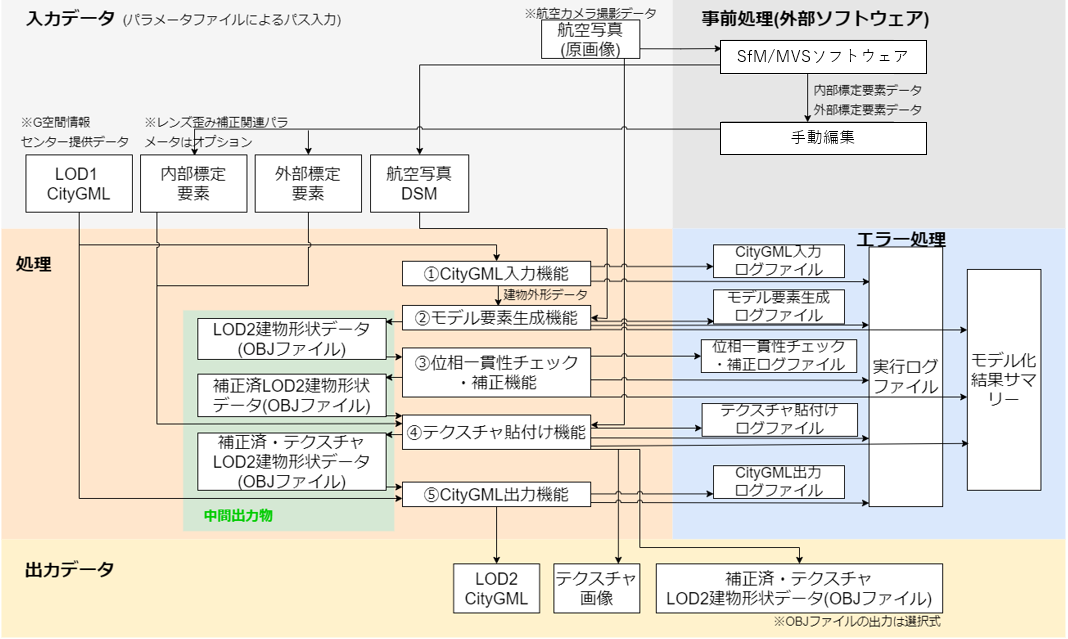 入力データ (パラメータファイルによるパス入力)
※航空カメラ撮影データ
航空写真
(原画像)
事前処理(外部ソフトウェア)
SfM/MVSソフトウェア
内部標定要素データ
外部標定要素データ
手動編集
※G空間情報
センター提供データ
※レンズ歪み補正関連パラ
メータはオプション
LOD1
CityGML
内部標定
要素
外部標定
要素
航空写真
DSM
処理
①CityGML入力機能
建物外形データ
②モデル要素生成機能
③位相一貫性チェック
・補正機能
④テクスチャ貼付け機能
⑤CityGML出力機能
LOD2建物形状データ
(OBJファイル)
補正済LOD2建物形状
データ(OBJファイル)
補正済・テクスチャ
LOD2建物形状データ
(OBJファイル)
中間出力物
エラー処理
CityGML入力
ログファイル
モデル要素生成
ログファイル
位相一貫性チェック
・補正ログファイル
テクスチャ貼付け
ログファイル
CityGML出力
ログファイル
実行ログ
ファイル
モデル化
結果サマ
リー
出力データ
LOD2
CityGML
テクスチャ
画像
補正済・テクスチャ
LOD2建物形状データ(OBJファイル)
※OBJファイルの出力は選択式